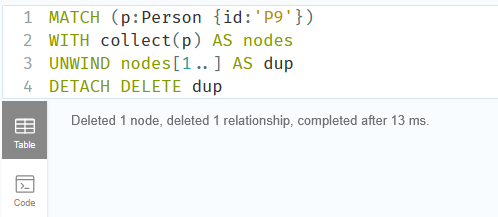 1 MATCH (p:Person {id:'P9'})
2 WITH collect(p) AS nodes
3 UNWIND nodes[1..] AS dup
4 DETACH DELETE dup
Deleted 1 node, deleted 1 relationship, completed after 13 ms.
Table
Code